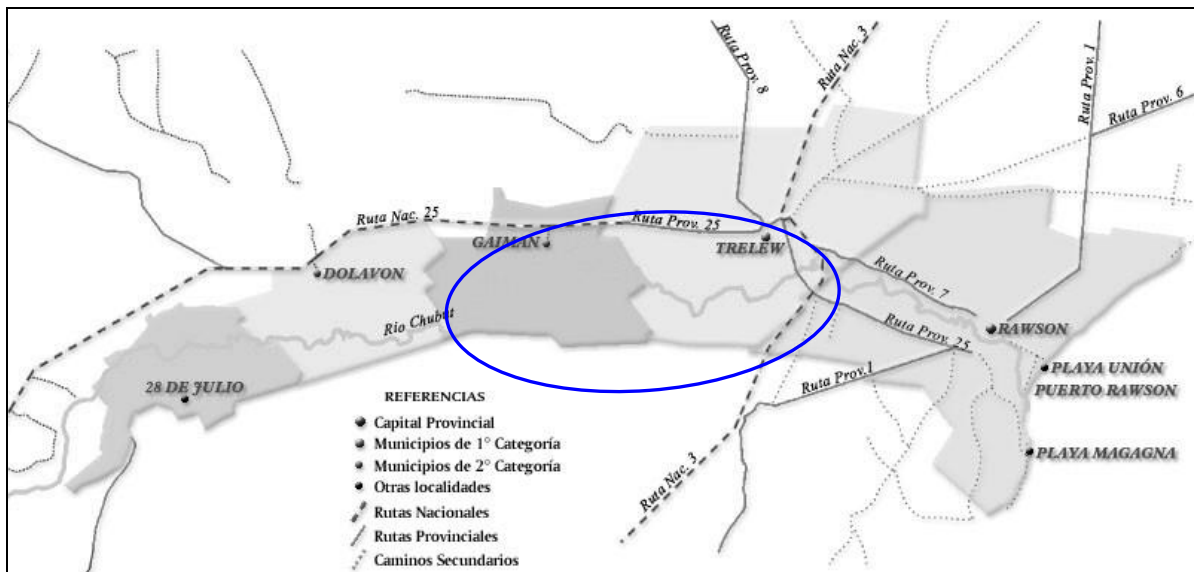 Ruta Prov. 8
Ruta Nac. 3
Ruta Prov. 1
Ruta Prov. 6
Ruta Nac. 25
Ruta Prov. 25
GAIMAN
TRELEW
DOLAVON
Ruta Prov. 7
Rio Chubut
Ruta Prov. 25
RAWSON
28 DE JULIO
Ruta Prov.1
PLAYA UNIÓN
PUERTO RAWSON
PLAYA MAGAGNA
Ruta Nac. 3
REFERENCIAS
Capital Provincial
Municipios de 1° Categoría
Municipios de 2° Categoría
Otras localidades
Rutas Nacionales
Rutas Provinciales
Caminos Secundarios